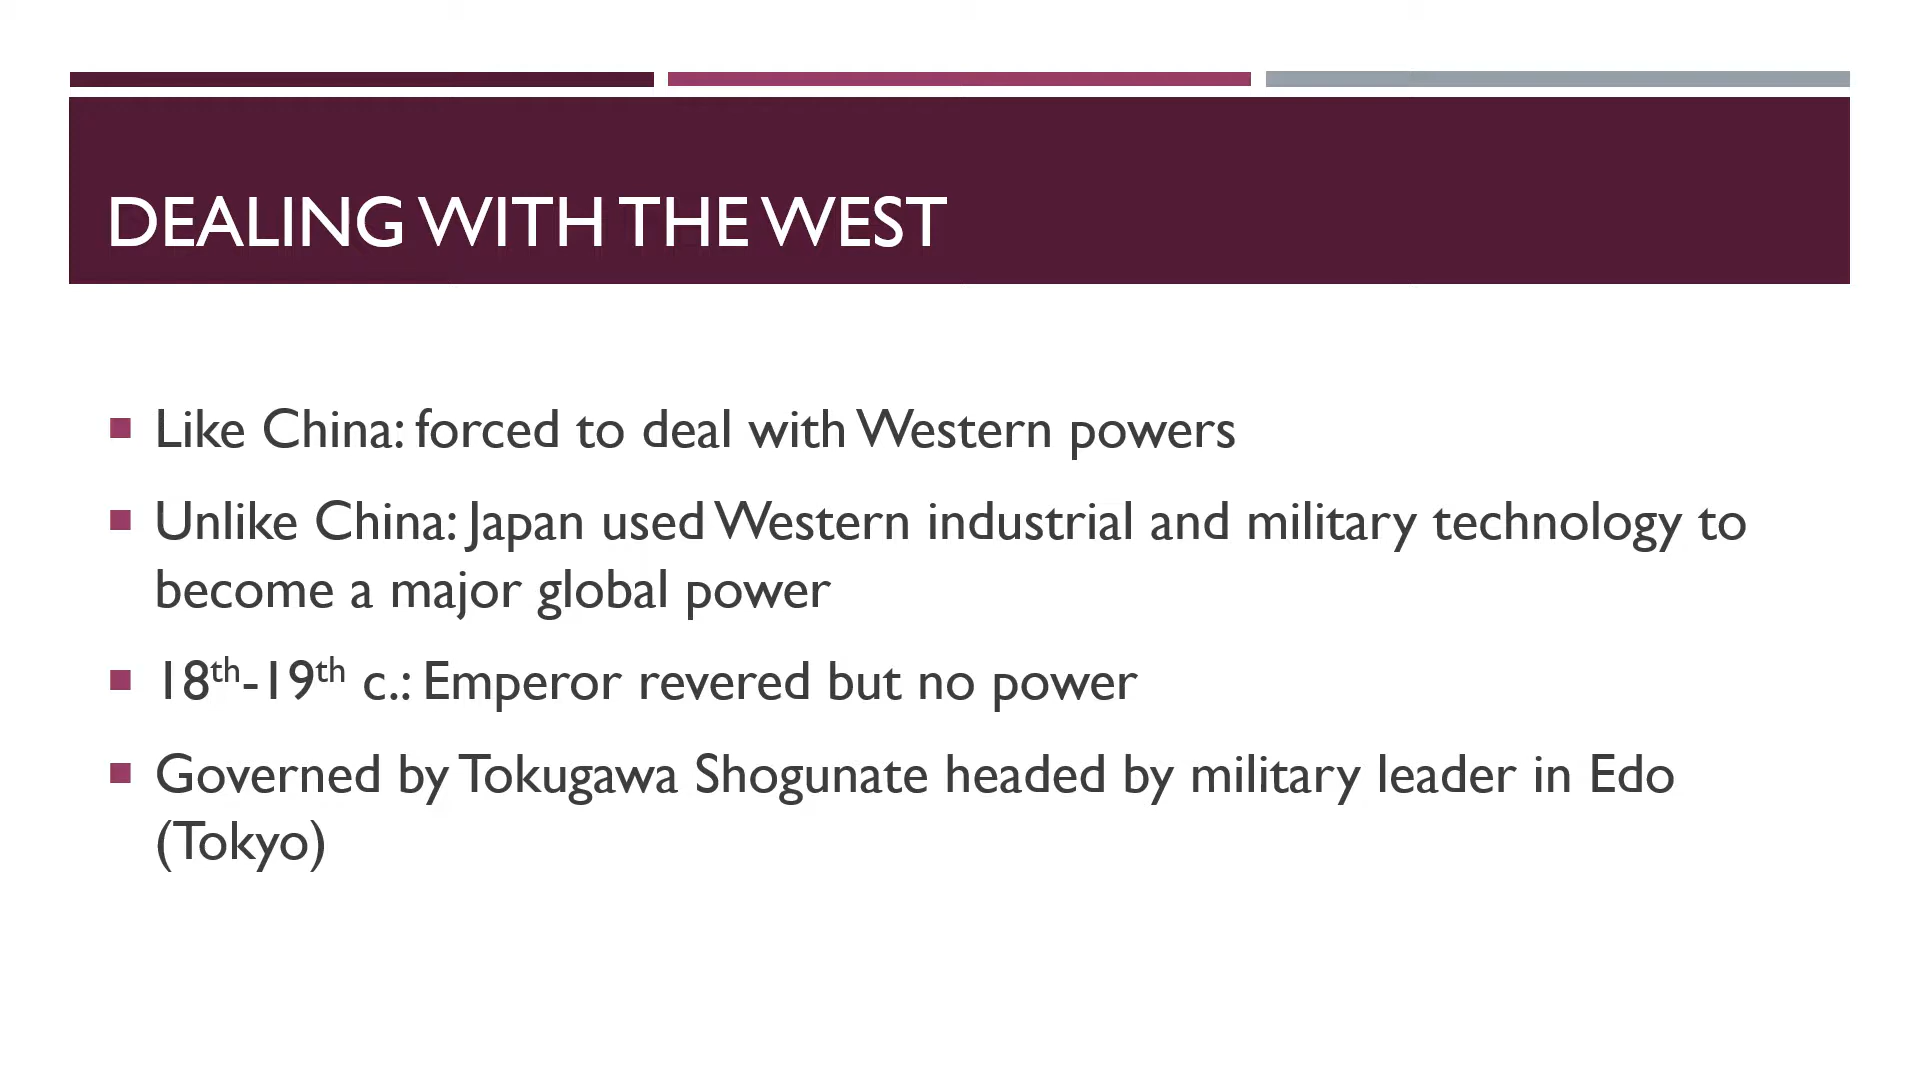 DEALING WITH THE WEST
▪ Like China: forced to deal with Western powers
▪ Unlike China: Japan used Western industrial and military technology to
become a major global power
▪ 18th-19th c.: Emperor revered but no power
▪ Governed by Tokugawa Shogunate headed by military leader in Edo
(Tokyo)